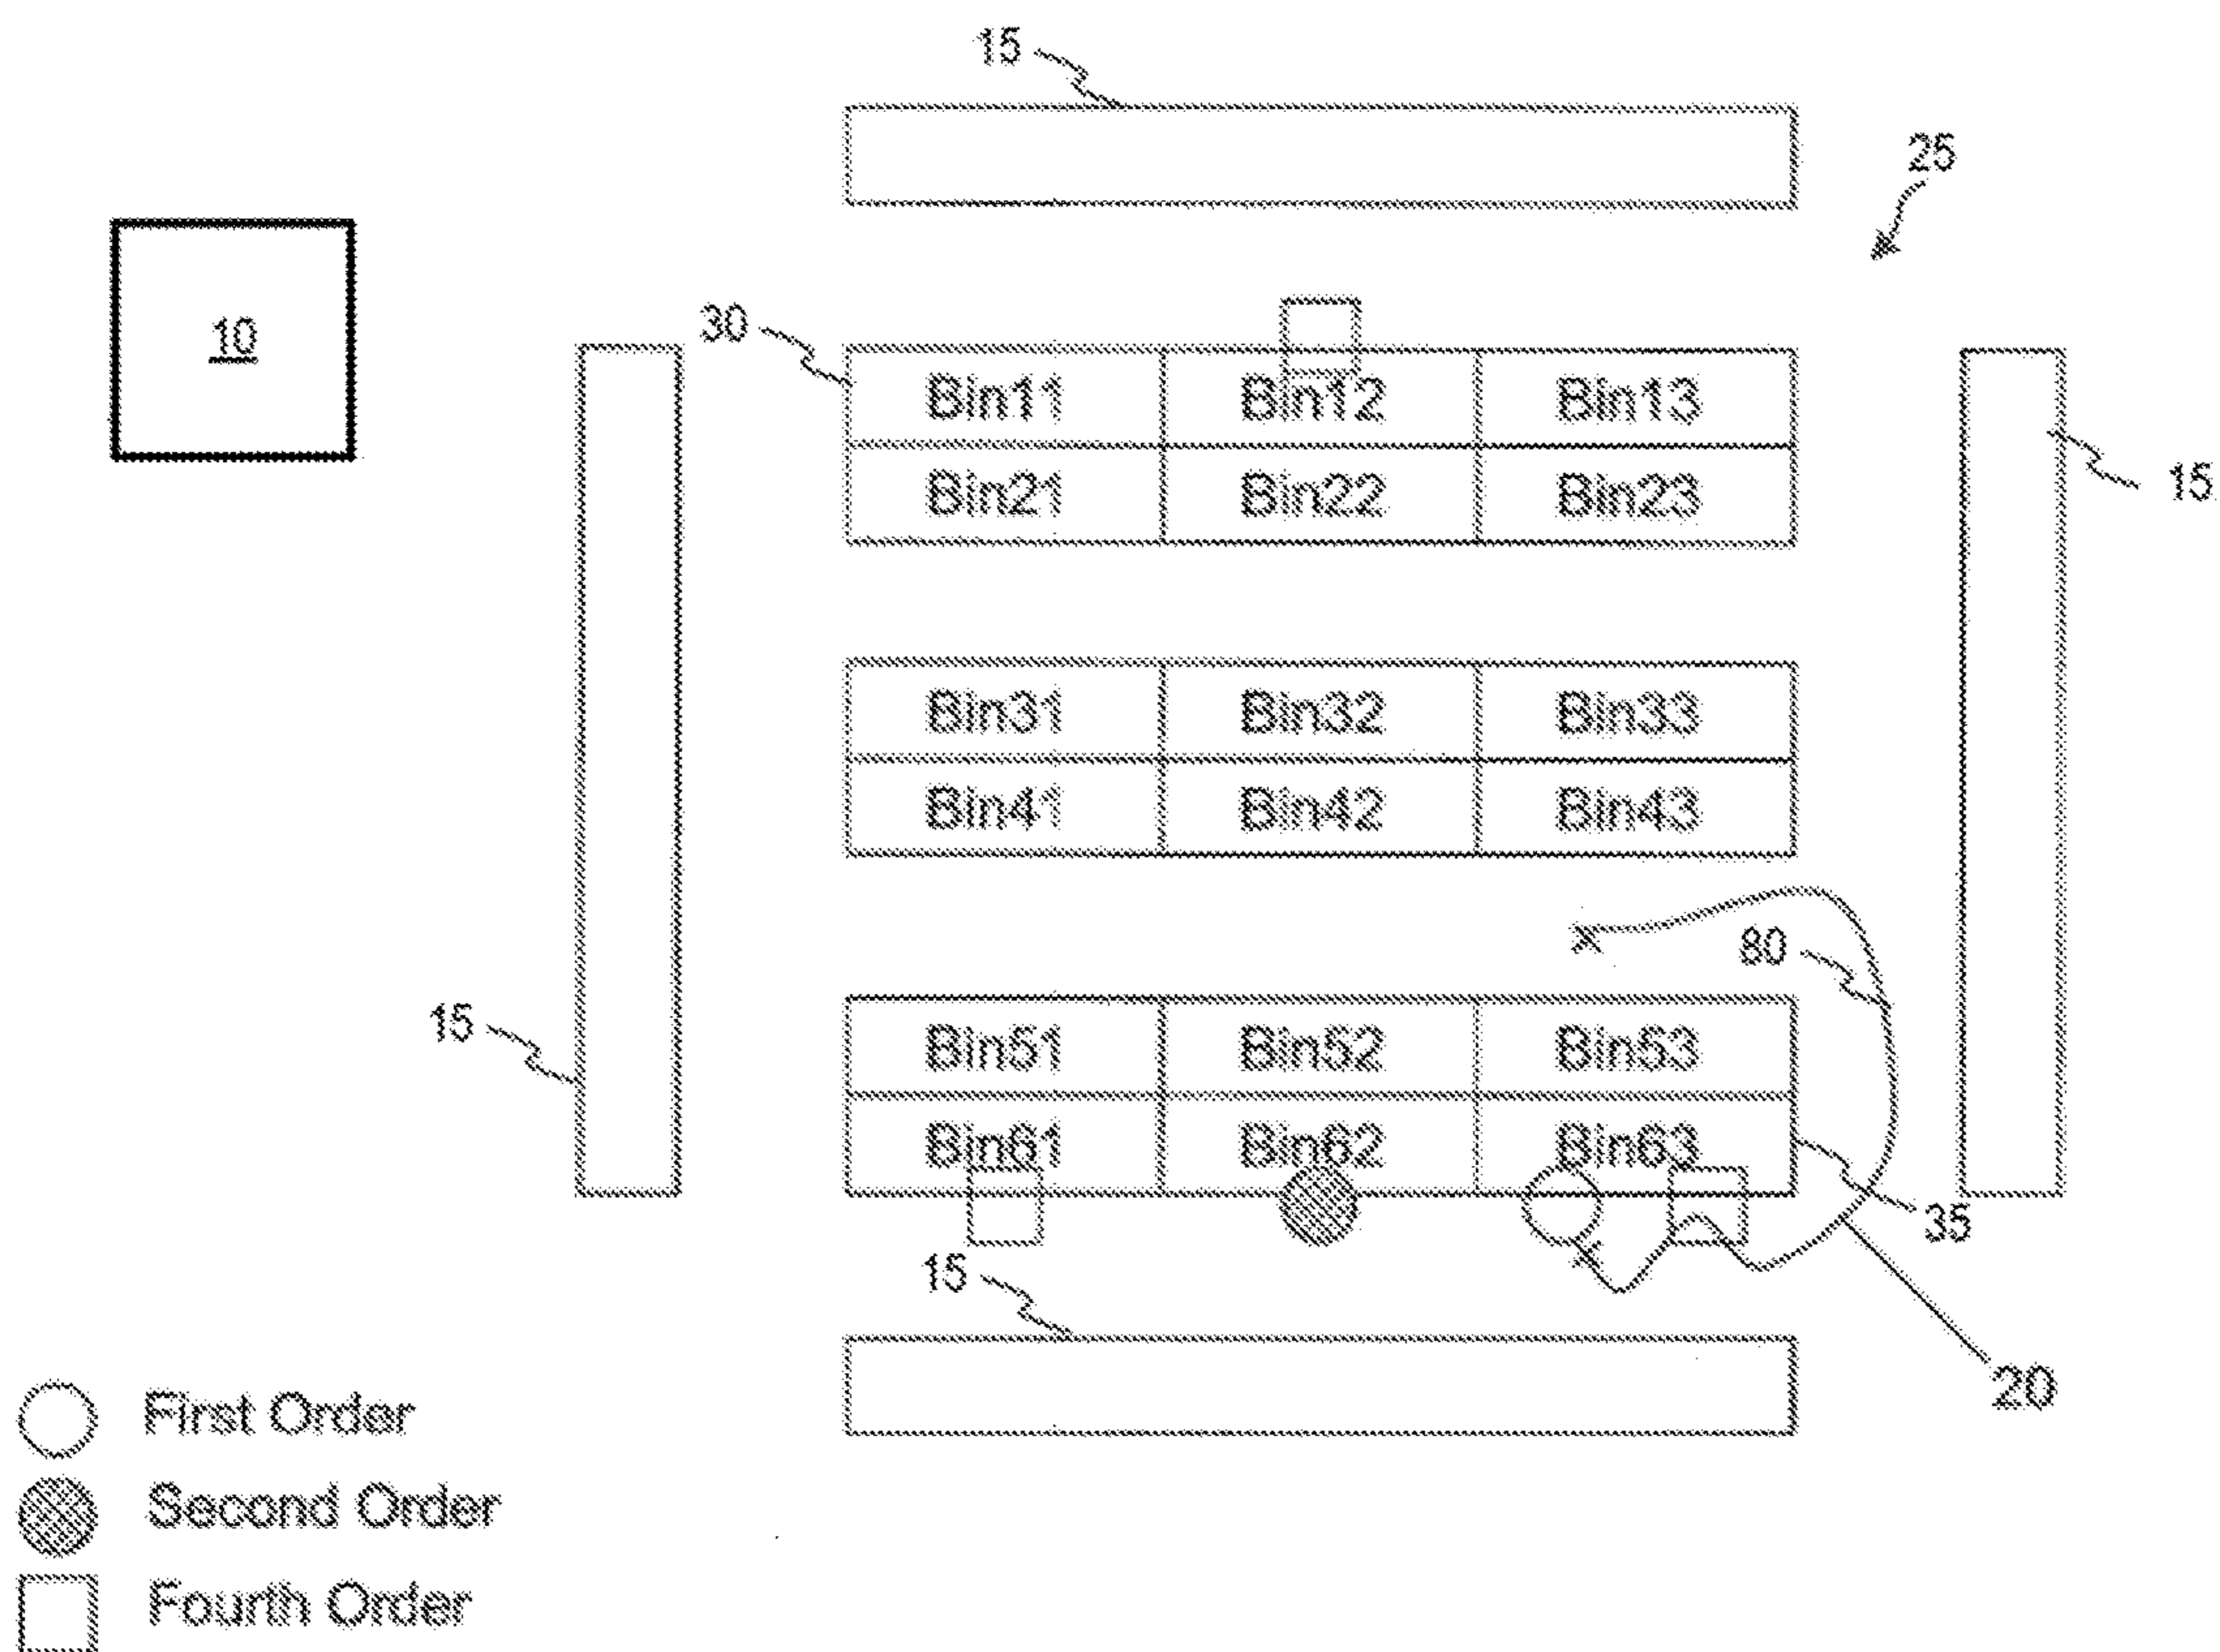 15
25
10
30
Bin11 Bin12 Bin13
15
Bin21 Bin22 Bin23
Bin31 Bin32 Bin33
Bin41 Bin42 Bin43
80
15
Bin51 Bin52 Bin53
Bin61 Bin62 Bin63
35
15
20
First Order
Second Order
Fourth Order